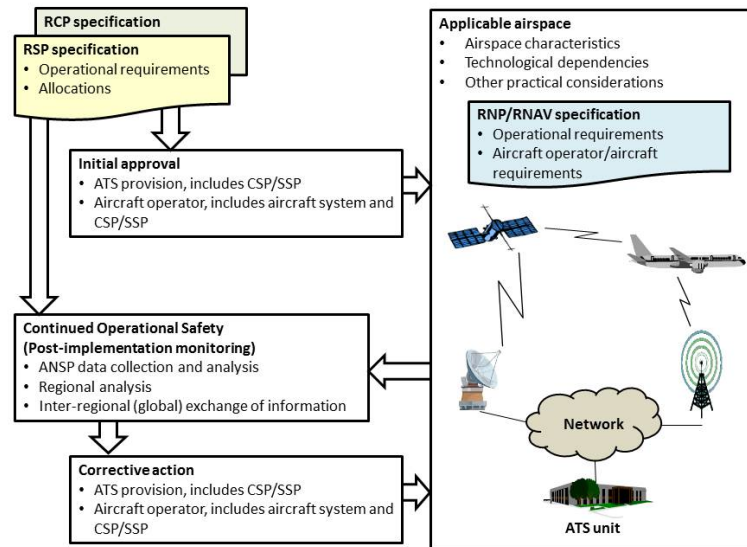 RCP specification
RSP specification
• Operational requirements
• Allocations
Initial approval
• ATS provision, includes CSP/SSP
• Aircraft operator, includes aircraft system and
CSP/SSP
Continued Operational Safety
(Post-implementation monitoring)
• ANSP data collection and analysis
• Regional analysis
• Inter-regional (global) exchange of information
Corrective action
• ATS provision, includes CSP/SSP
• Aircraft operator, includes aircraft system and
CSP/SSP
Applicable airspace
• Airspace characteristics
• Technological dependencies
• Other practical considerations
RNP/RNAV specification
• Operational requirements
• Aircraft operator/aircraft
requirements
Network
ATS unit